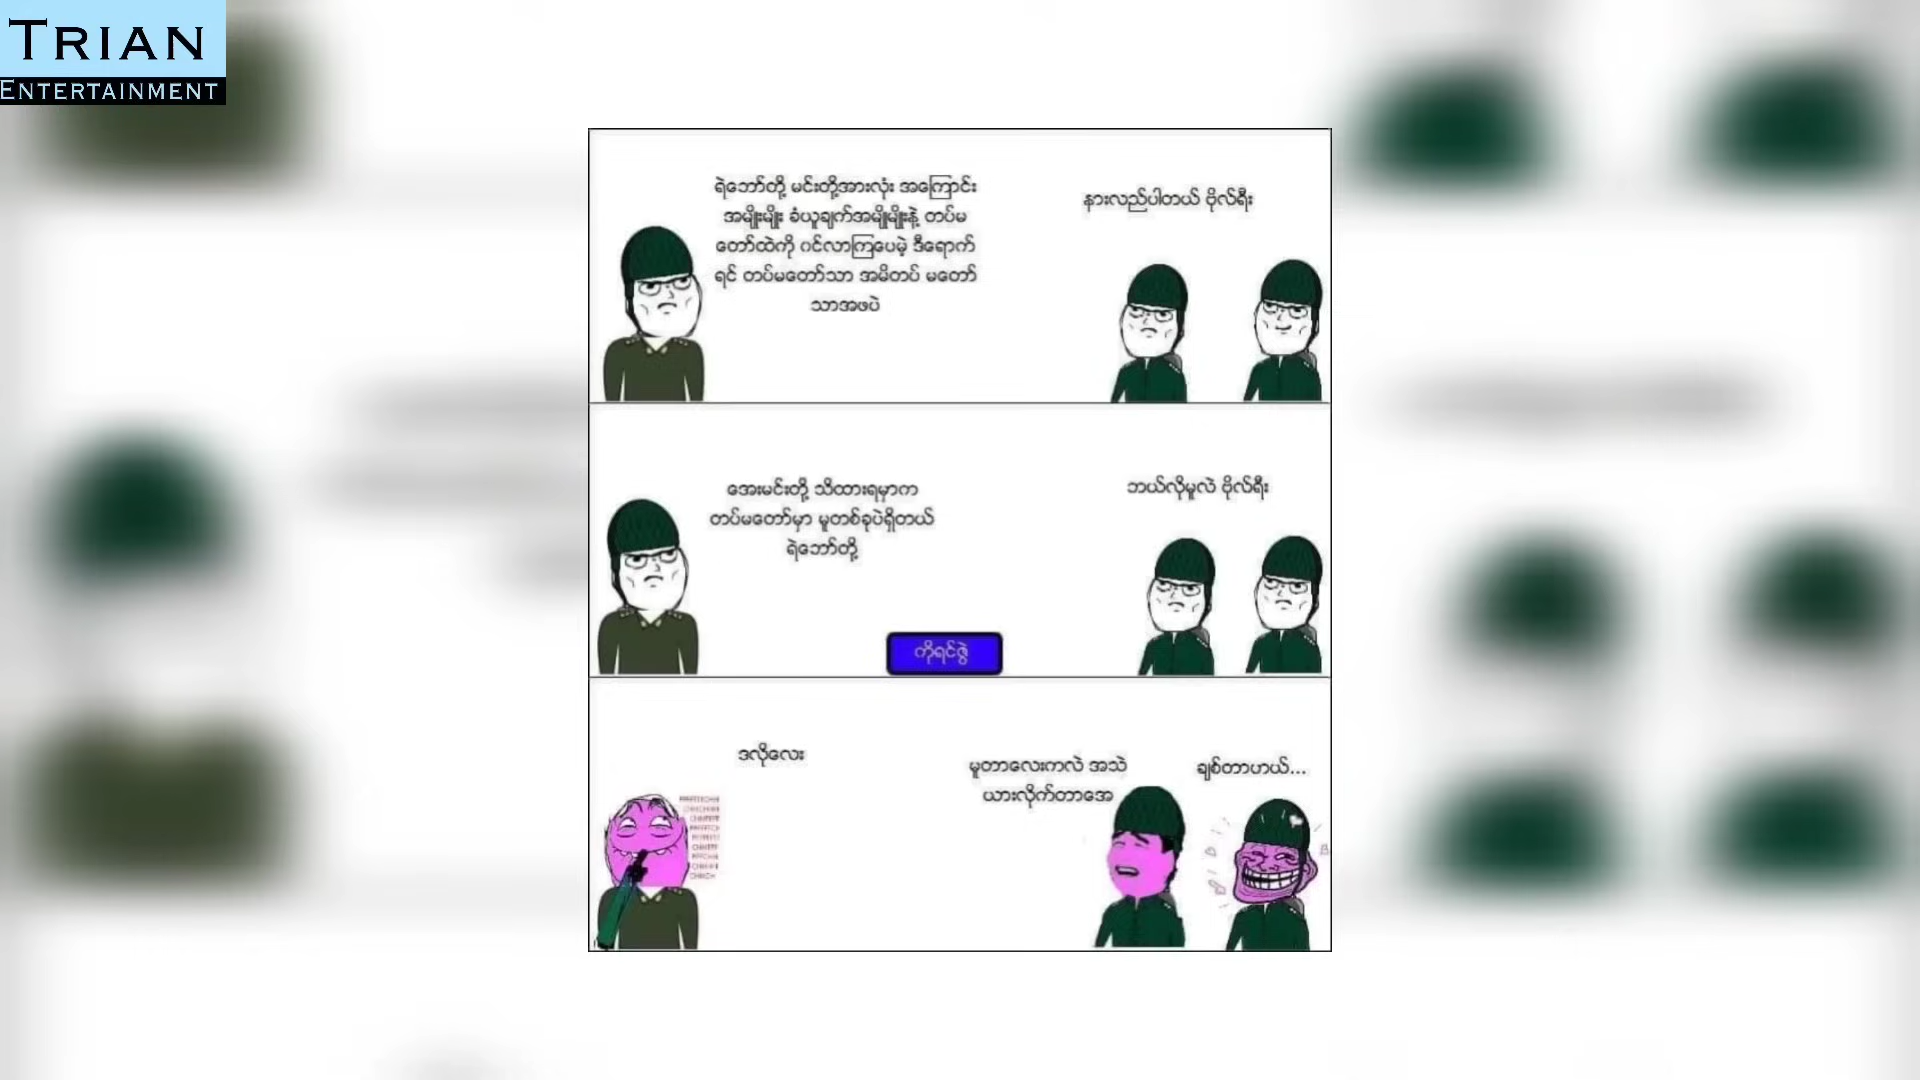 TRIAN
ENTERTAINMENT
ရဲဘော်တို့ မင်းတို့အားလုံး အကြောင်း
အမျိုးမျိုး ခံယူချက်အမျိုမျိုးနဲ့ တပ်မ
တော်ထဲကို ဝင်လာကြပေမဲ့ ဒီရောက်
ရင် တပ်မတော်သာ အမိတပ် မတော်
သာအဖပဲ
နားလည်ပါတယ် ဗိုလ်ရီး
အေးမင်းတို့ သိထားရမှာက
တပ်မတော်မှာ မူတစ်ခုပဲရှိတယ်
ရဲဘော်တို့
ဘယ်လိုမူလဲ ဗိုလ်ရီး
ကိုရင်ဇွဲ
ဒလိုလေး
မူတာလေးကလဲ အသဲ
ယားလိုက်တာအေ
ချစ်တာဟယ်...